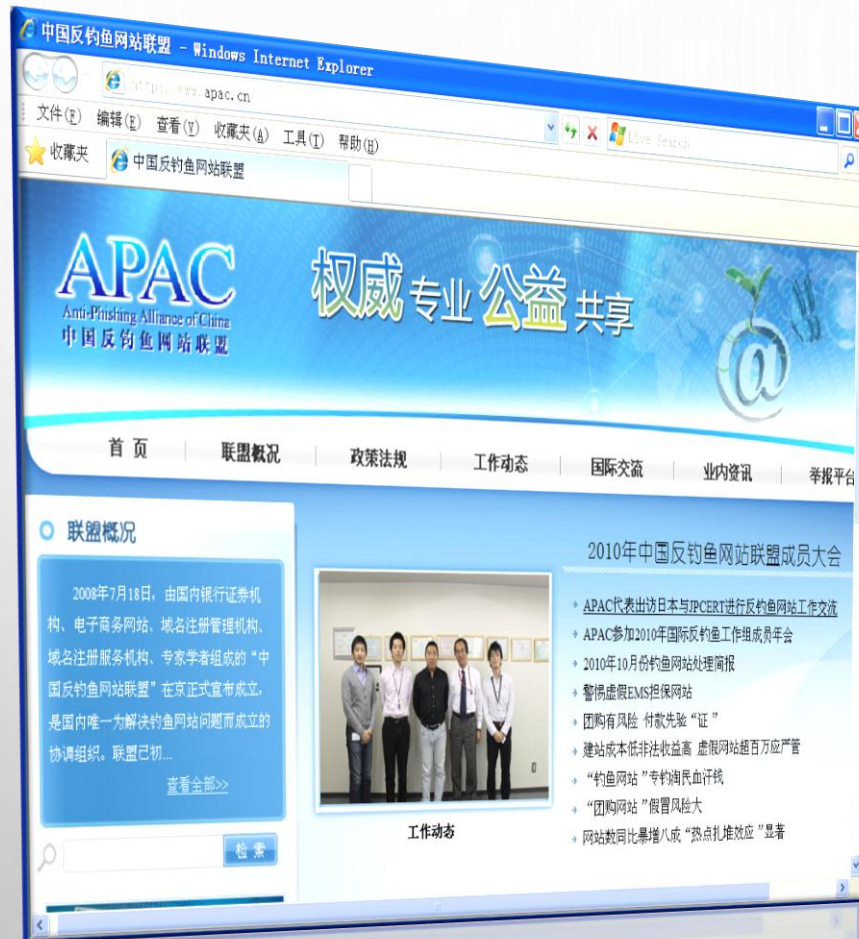 中国反钓鱼网站联盟 - Windows Internet Explorer
http://www.apac.cn
Live Search
文件(F) 编辑(E) 查看(V) 收藏夹(A) 工具(T) 帮助(H)
收藏夹 中国反钓鱼网站联盟
APAC
Anti-Phishing Alliance of China
中国反钓鱼网站联盟
权威 专业 公益 共享
@
首 页 联盟概况 政策法规 工作动态 国际交流 业内资讯 举报平台
联盟概况
2008年7月18日,由国内银行证券机
构、电子商务网站、域名注册管理机构、
域名注册服务机构、专家学者组成的“中
国反钓鱼网站联盟”在京正式宣布成立,
是国内唯一为解决钓鱼网站问题而成立的
协调组织。联盟已初...
查看全部>>
检 索
工作动态
2010年中国反钓鱼网站联盟成员大会
APAC代表出访日本与JPCERT进行反钓鱼网站工作交流
APAC参加2010年国际反钓鱼工作组成员年会
2010年10月份钓鱼网站处理简报
警惕虚假EMS担保网站
团购有风险 付款先验“证”
建站成本低非法收益高 虚假网站超百万应严管
“钓鱼网站”专钓淘民血汗钱
“团购网站”假冒风险大
网站数同比暴增八成“热点扎堆效应”显著